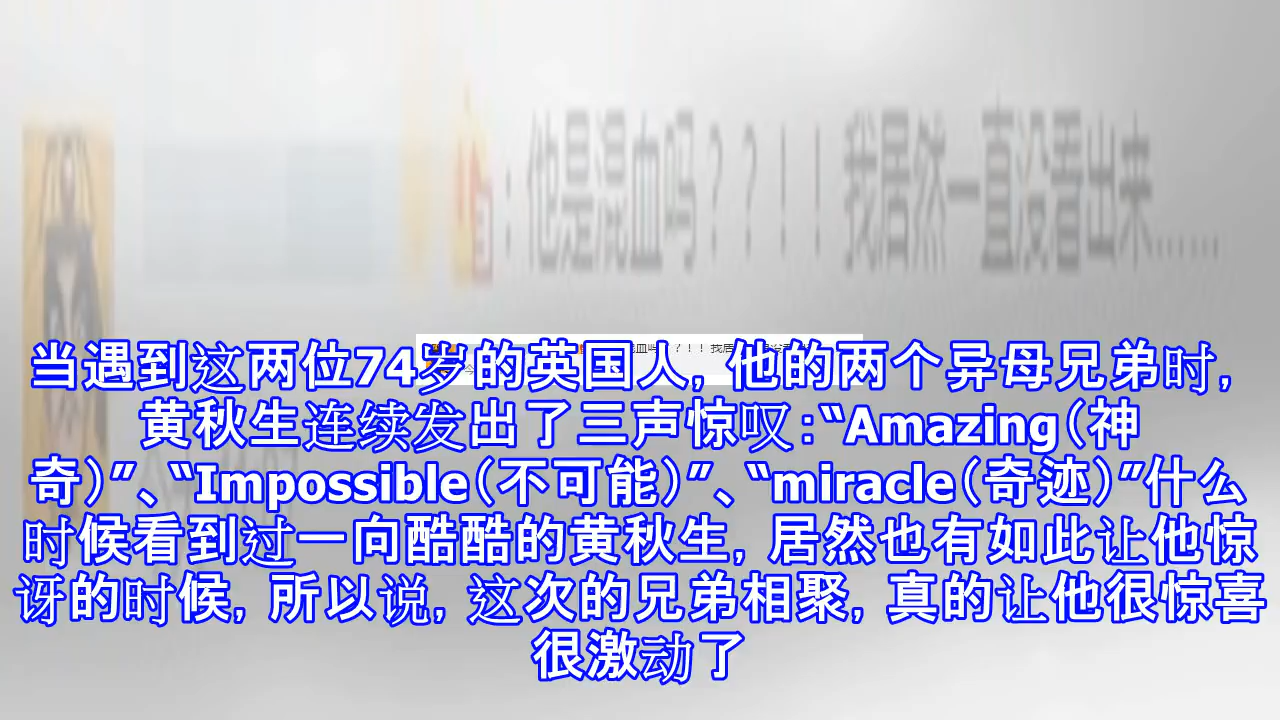 ：他是混血吗？？！！我居然一直没看出来......
当遇到这两位74岁的英国人，他的两个异母兄弟时，
黄秋生连续发出了三声惊叹：“Amazing（神
奇）”、“Impossible（不可能）”、“miracle（奇迹）”什么
时候看到过一向酷酷的黄秋生，居然也有如此让他惊
讶的时候，所以说，这次的兄弟相聚，真的让他很惊喜
很激动了